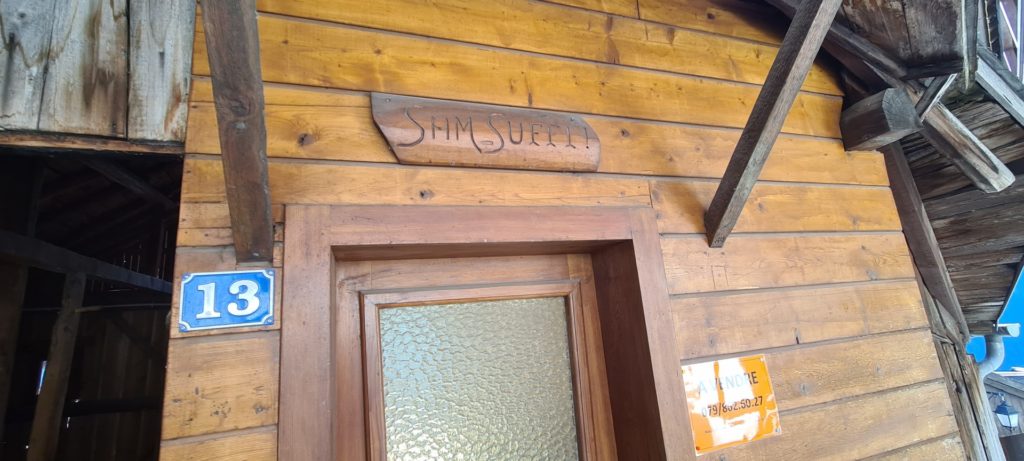 SAM SUFFIT
13
A VENDRE
079/862.50.27